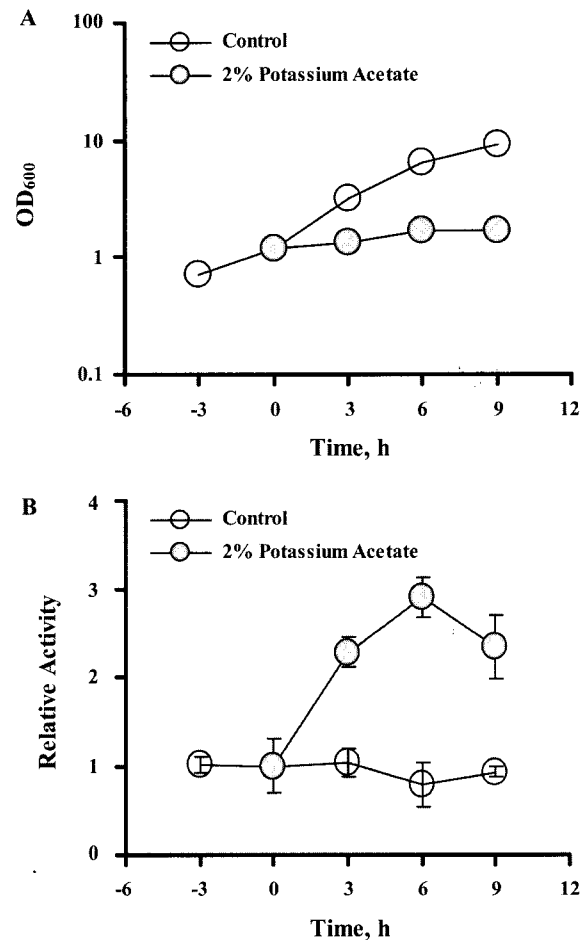 A
100
Control
2% Potassium Acetate
10
OD600
1
0.1
-6 -3 0 3 6 9 12
Time, h
B
4
Control
2% Potassium Acetate
3
Relative Activity
2
1
0
-6 -3 0 3 6 9 12
Time, h